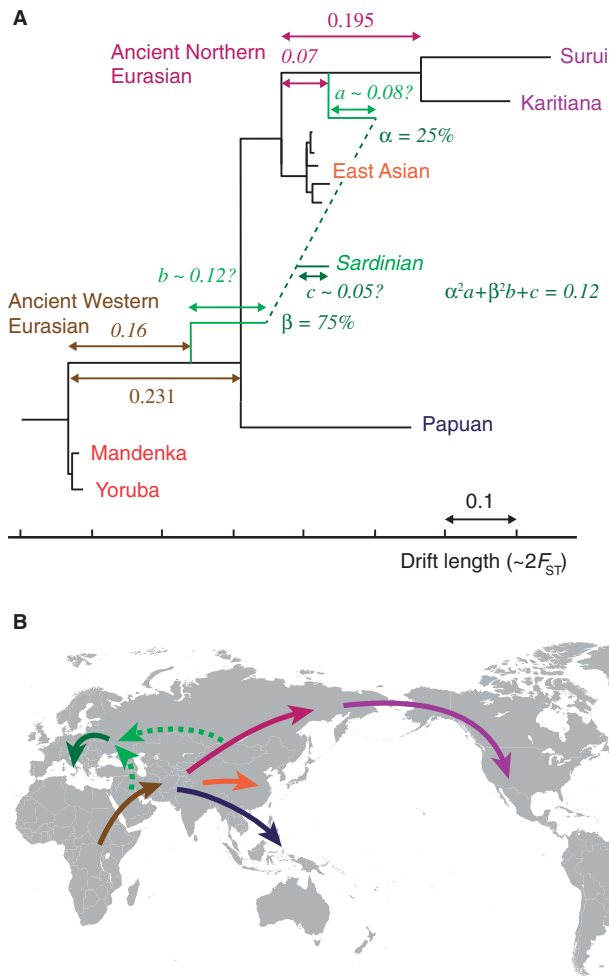 A
0.195
Ancient Northern
Eurasian
0.07
Surui
a ~ 0.08?
Karitiana
α = 25%
East Asian
b ~ 0.12?
Sardinian
c ~ 0.05?
α²a+β²b+c = 0.12
Ancient Western
Eurasian
β = 75%
0.16
0.231
Papuan
Mandenka
Yoruba
0.1
Drift length (~2F_ST)
B